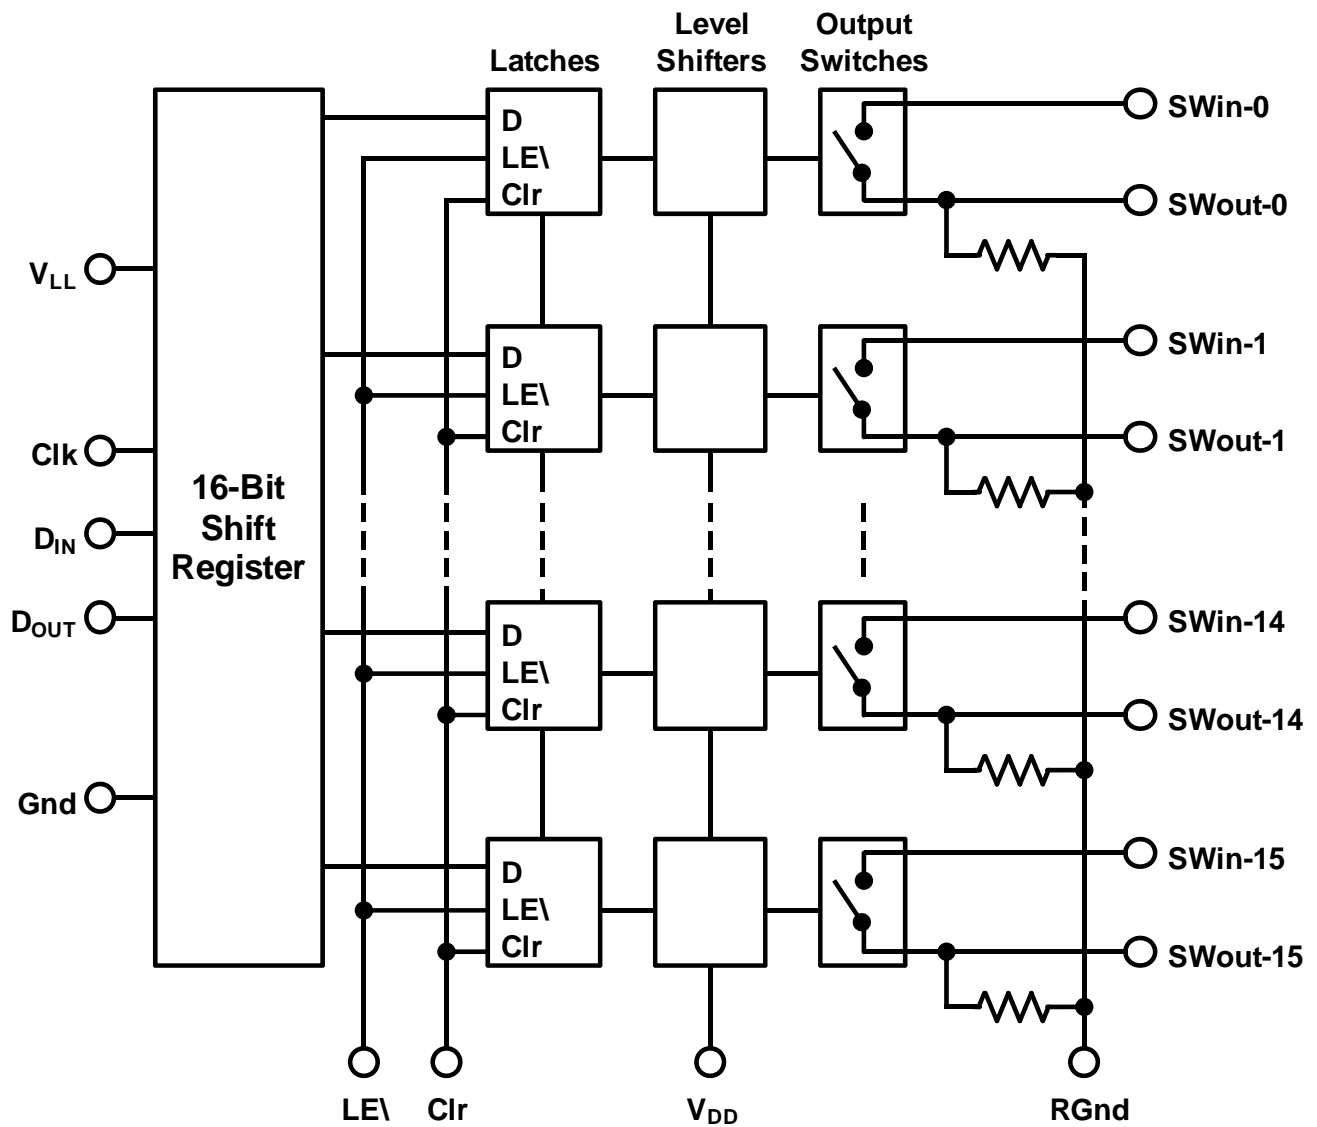 Latches
Level
Shifters
Output
Switches
D
LE\
Clr
SWin-0
SWout-0
VLL
D
LE\
Clr
SWin-1
SWout-1
Clk
DIN
DOUT
16-Bit
Shift
Register
D
LE\
Clr
SWin-14
SWout-14
Gnd
D
LE\
Clr
SWin-15
SWout-15
LE\
Clr
VDD
RGnd